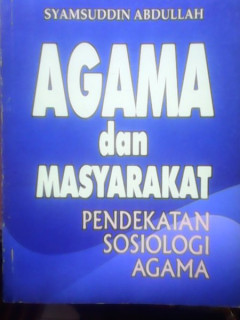 SYAMSUDDIN ABDULLAH
AGAMA
dan
MASYARAKAT
PENDEKATAN
SOSIOLOGI
AGAMA